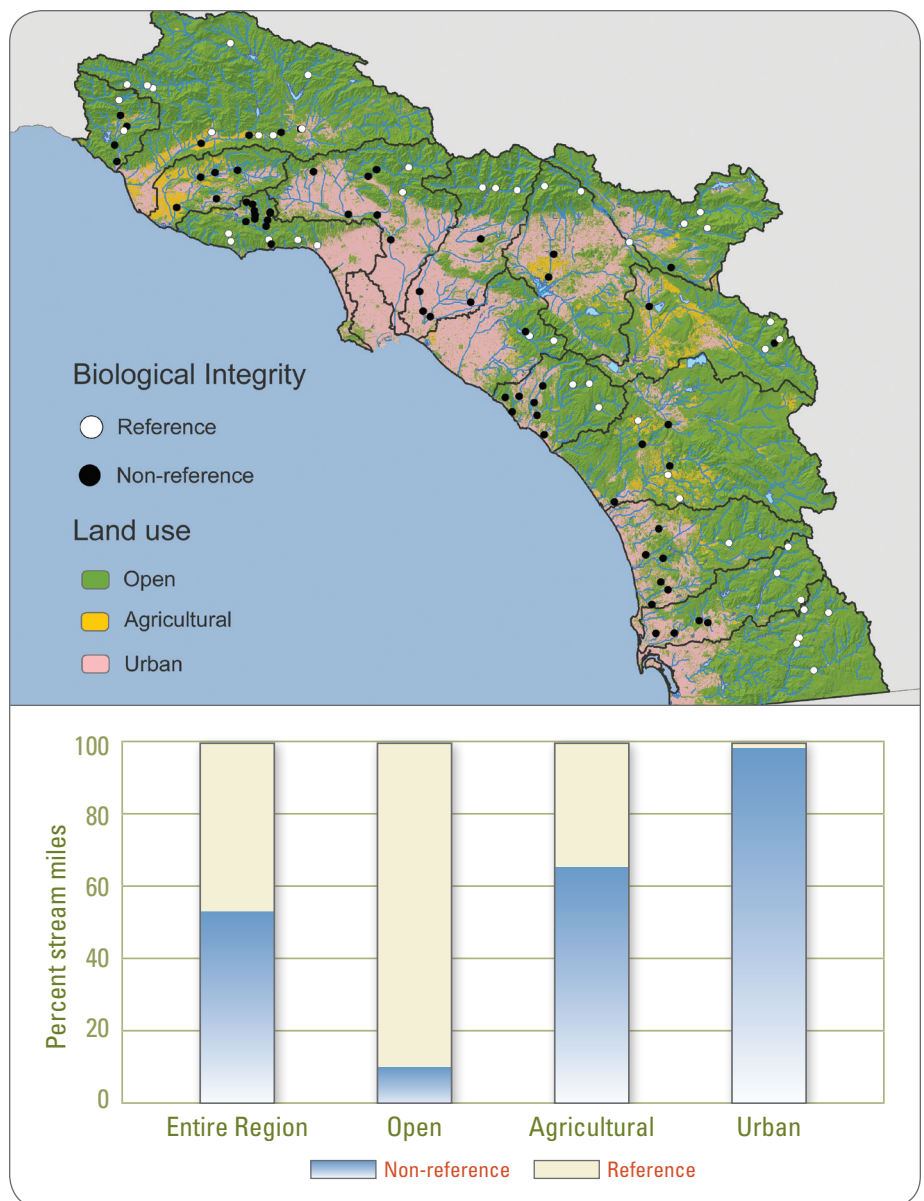 Biological Integrity
Reference
Non-reference
Land use
Open
Agricultural
Urban
Percent stream miles
100
80
60
40
20
0
Entire Region
Open
Agricultural
Urban
Non-reference
Reference